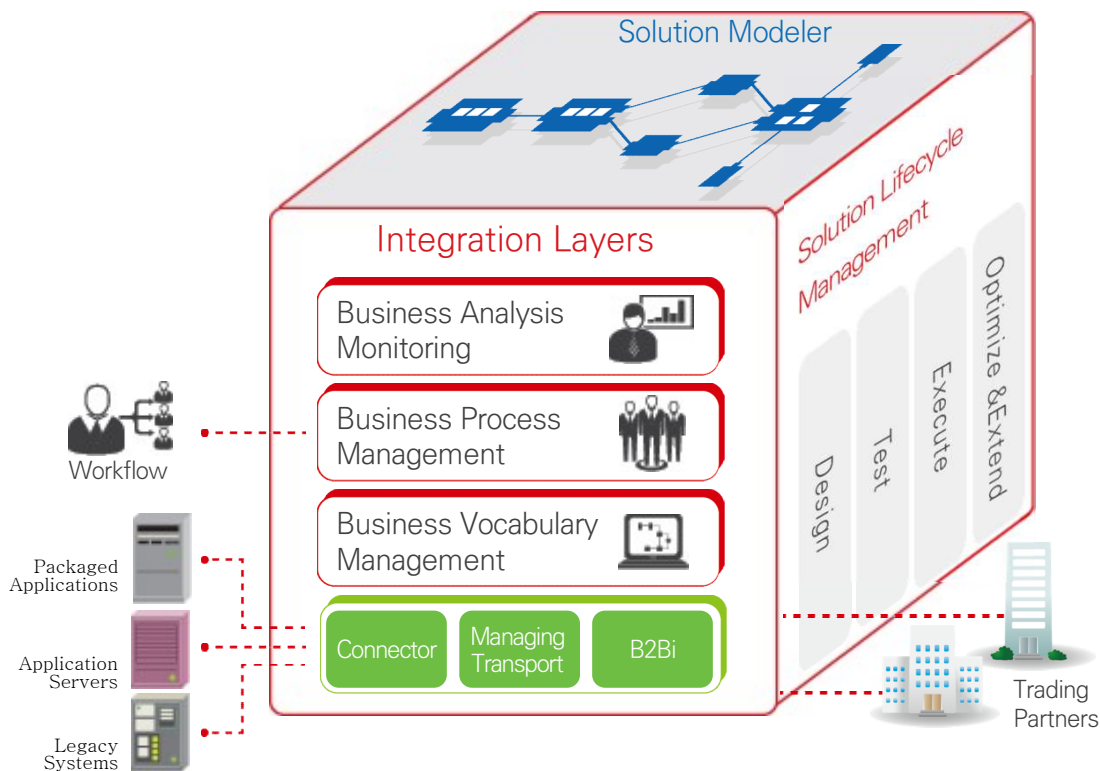 Solution Modeler
Solution Lifecycle
Management
Integration Layers
Business Analysis
Monitoring
Business Process
Management
Business Vocabulary
Management
Connector
Managing
Transport
B2Bi
Design
Test
Execute
Optimize &Extend
Workflow
Packaged
Applications
Application
Servers
Legacy
Systems
Trading
Partners